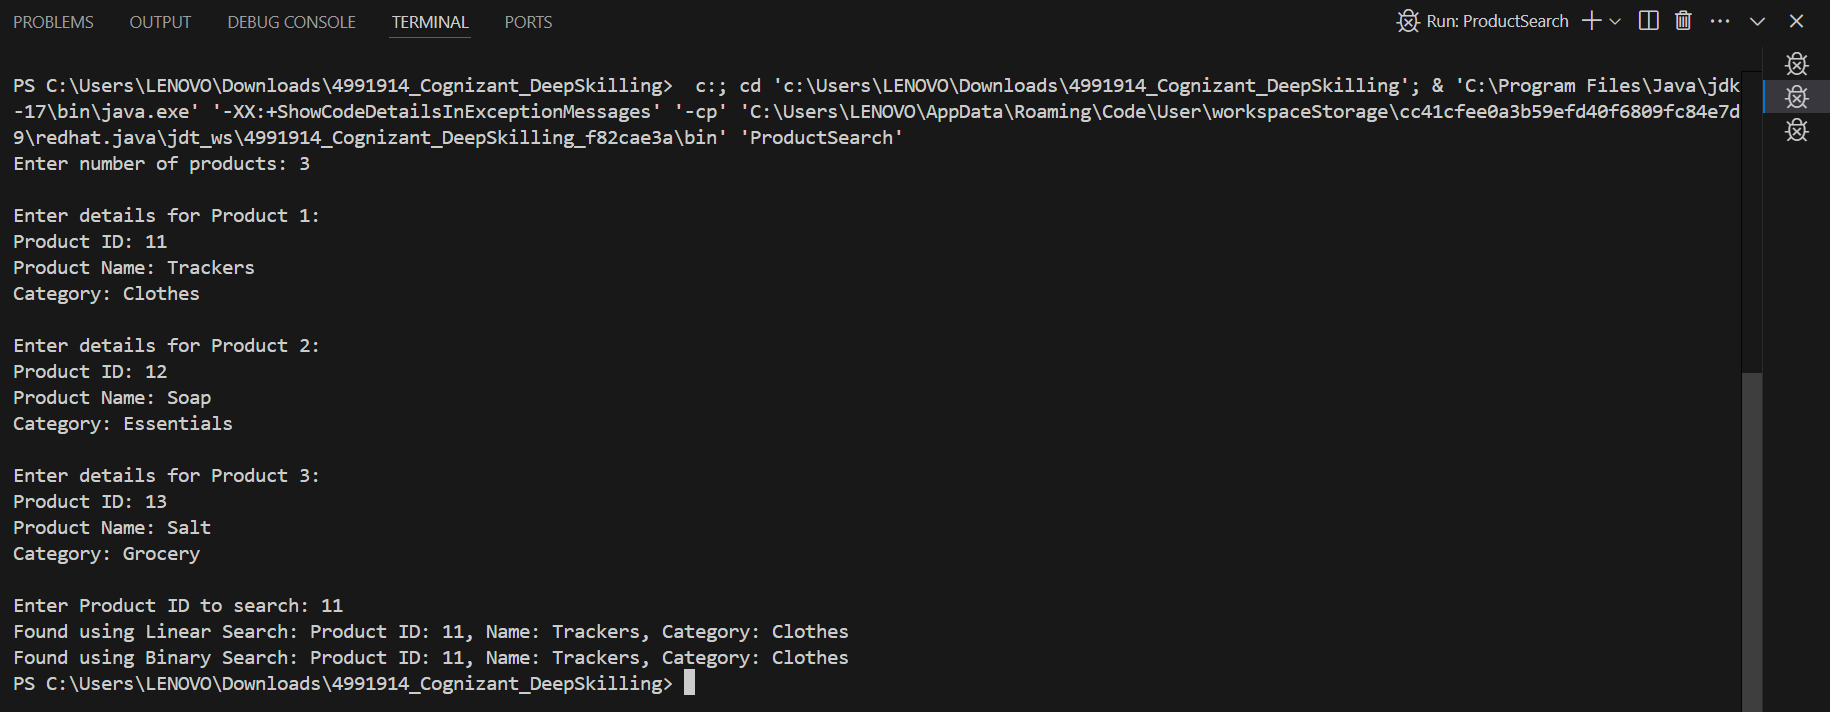 PROBLEMS OUTPUT DEBUG CONSOLE TERMINAL PORTS Run: ProductSearch
PS C:\Users\LENOVO\Downloads\4991914_Cognizant_DeepSkilling>  c:; cd 'c:\Users\LENOVO\Downloads\4991914_Cognizant_DeepSkilling'; & 'C:\Program Files\Java\jdk
-17\bin\java.exe' '-XX:+ShowCodeDetailsInExceptionMessages' '-cp' 'C:\Users\LENOVO\AppData\Roaming\Code\User\workspaceStorage\cc41cfee0a3b59efd40f6809fc84e7d
9\redhat.java\jdt_ws\4991914_Cognizant_DeepSkilling_f82cae3a\bin' 'ProductSearch'
Enter number of products: 3
Enter details for Product 1:
Product ID: 11
Product Name: Trackers
Category: Clothes
Enter details for Product 2:
Product ID: 12
Product Name: Soap
Category: Essentials
Enter details for Product 3:
Product ID: 13
Product Name: Salt
Category: Grocery
Enter Product ID to search: 11
Found using Linear Search: Product ID: 11, Name: Trackers, Category: Clothes
Found using Binary Search: Product ID: 11, Name: Trackers, Category: Clothes
PS C:\Users\LENOVO\Downloads\4991914_Cognizant_DeepSkilling>